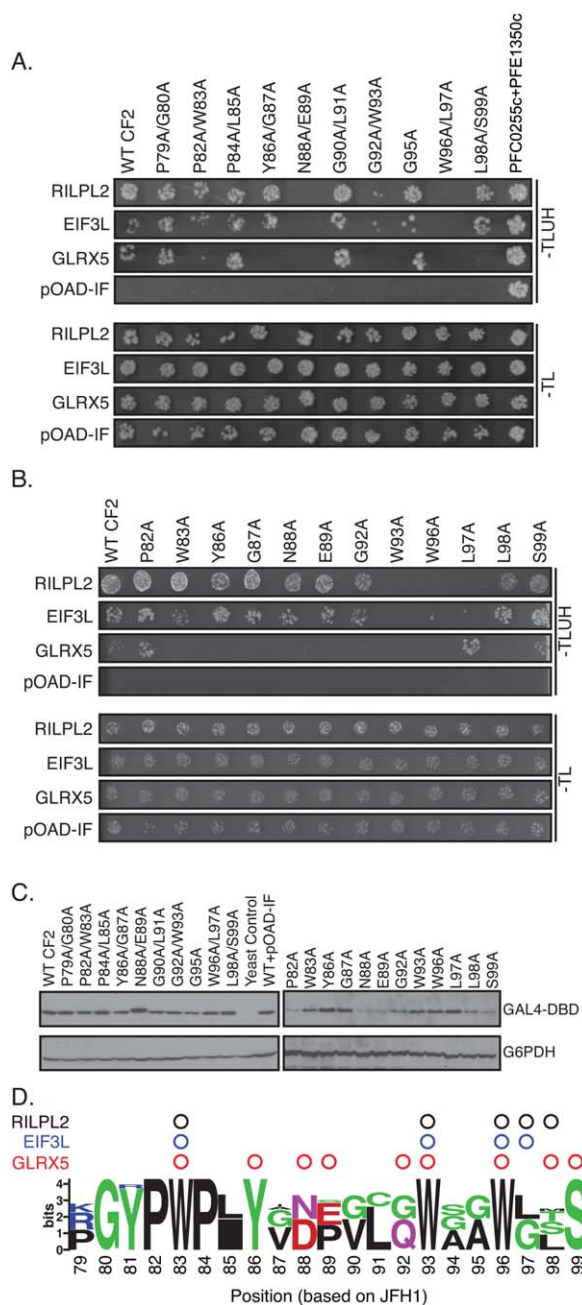 A.
WT CF2 P79A/G80A P82A/W83A P84A/L85A Y86A/G87A N88A/E89A G90A/L91A G92A/W93A G95A W96A/L97A L98A/S99A PFC0255c+PFE1350c
RILPL2
EIF3L
GLRX5
pOAD-IF
-TLUH
RILPL2
EIF3L
GLRX5
pOAD-IF
-TL
B.
WT CF2 P82A W83A Y86A G87A N88A E89A G92A W93A W96A L97A L98A S99A
RILPL2
EIF3L
GLRX5
pOAD-IF
-TLUH
RILPL2
EIF3L
GLRX5
pOAD-IF
-TL
C.
WT CF2 P79A/G80A P82A/W83A P84A/L85A Y86A/G87A N88A/E89A G90A/L91A G92A/W93A G95A W96A/L97A L98A/S99A Yeast Control WT+pOAD-IF P82A W83A Y86A G87A N88A E89A G92A W93A W96A L97A L98A S99A
GAL4-DBD
G6PDH
D.
RILPL2
EIF3L
GLRX5
bits
4
3
2
1
0
79 80 81 82 83 84 85 86 87 88 89 90 91 92 93 94 95 96 97 98 99
Position (based on JFH1)